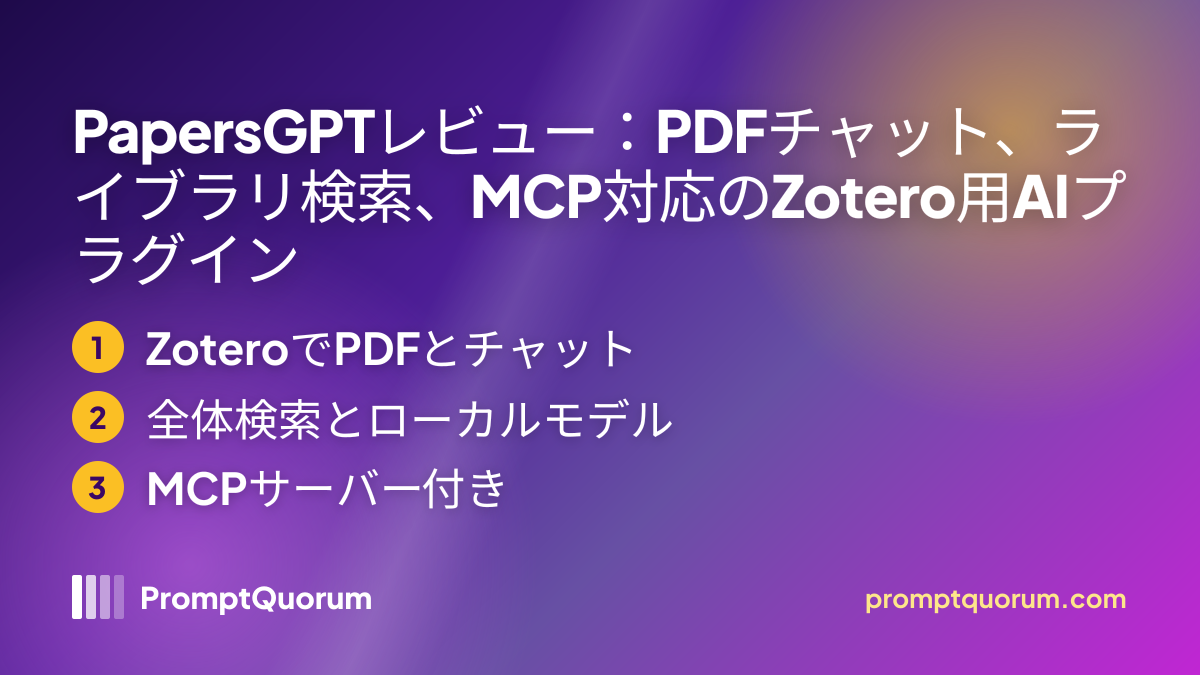 PapersGPTレビュー：PDFチャット、ラ
イブラリ検索、MCP対応のZotero用AIプ
ラグイン
1 ZoteroでPDFとチャット
2 全体検索とローカルモデル
3 MCPサーバー付き
PromptQuorum
promptquorum.com